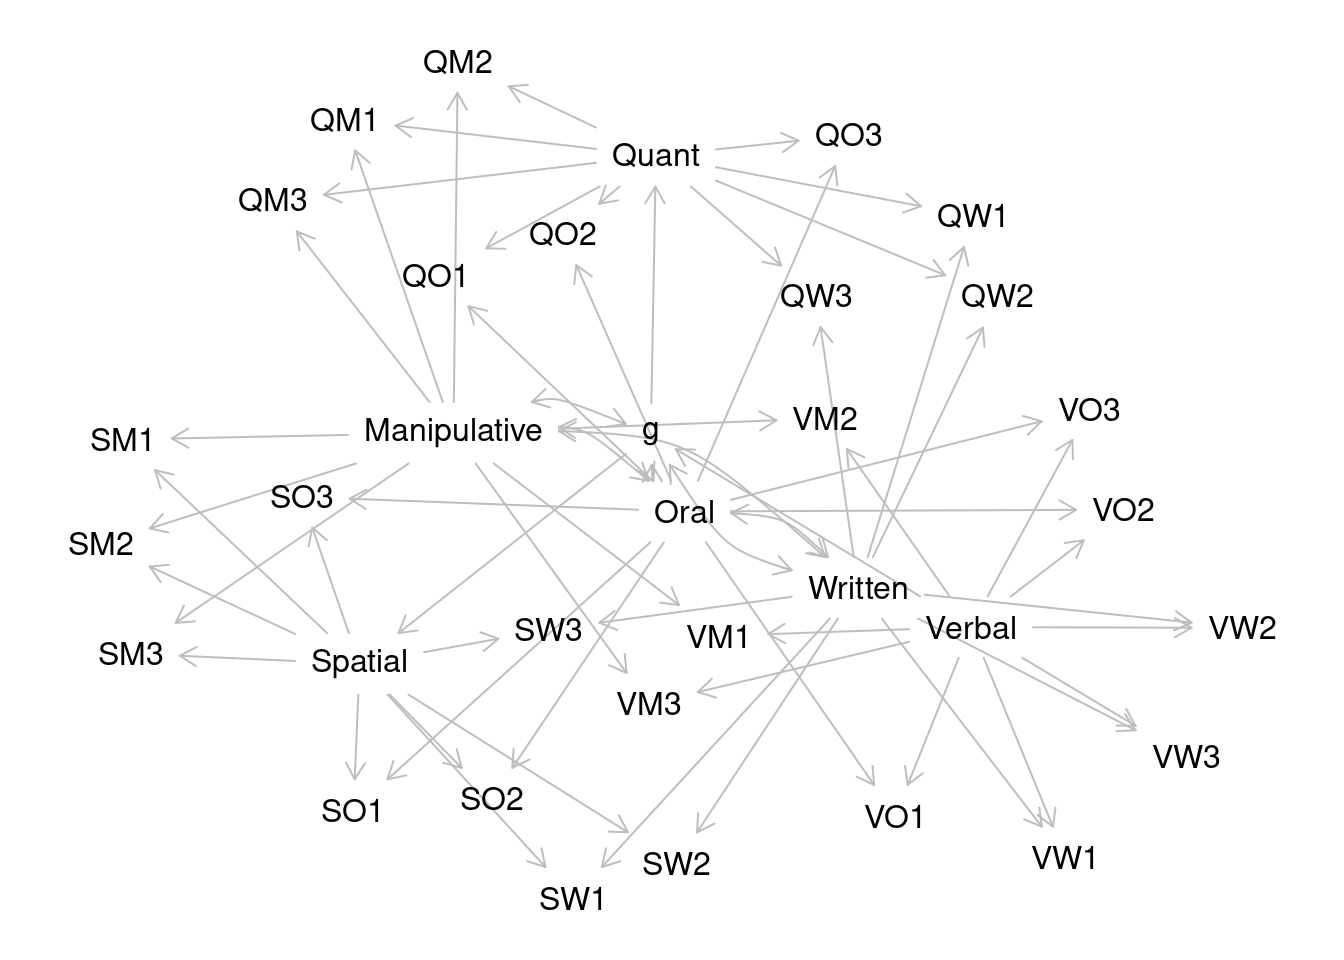 QM2
QM1
QO3
Quant
QM3
QW1
QO2
QO1
QW3
QW2
VO3
VM2
Manipulative
g
SM1
SO3
VO2
Oral
SM2
Written
Verbal
VW2
SW3
VM1
SM3
Spatial
VM3
VW3
SO2
SO1
VO1
VW1
SW2
SW1